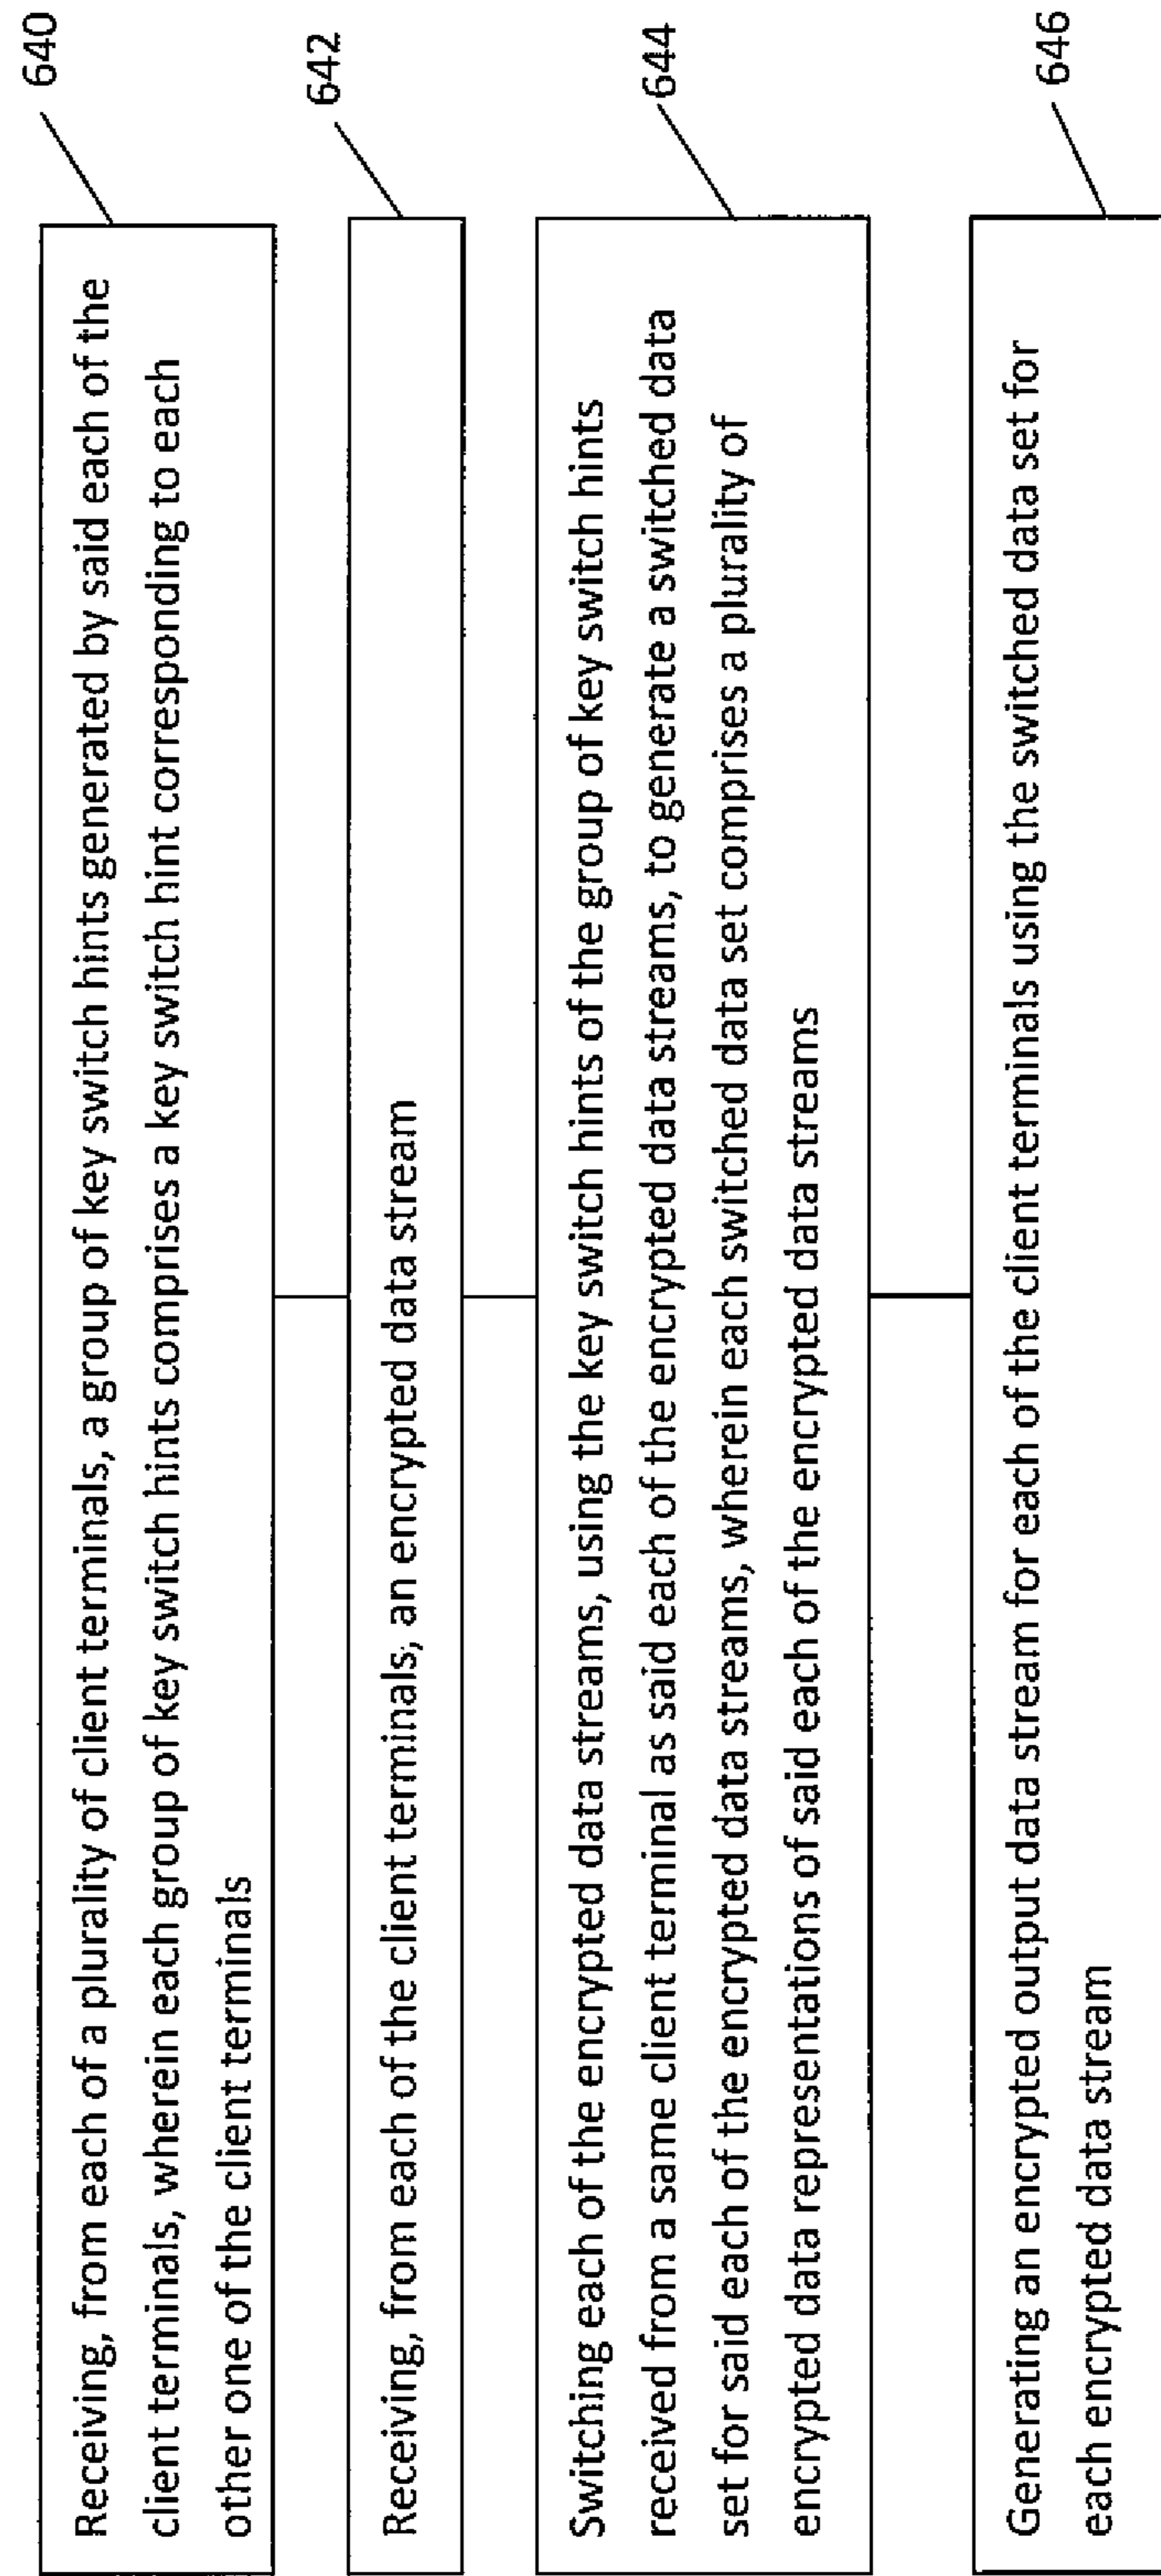 640
Receiving, from each of a plurality of client terminals, a group of key switch hints generated by said each of the
client terminals, wherein each group of key switch hints comprises a key switch hint corresponding to each
other one of the client terminals
642
Receiving, from each of the client terminals, an encrypted data stream
644
Switching each of the encrypted data streams, using the key switch hints of the group of key switch hints
received from a same client terminal as said each of the encrypted data streams, to generate a switched data
set for said each of the encrypted data streams, wherein each switched data set comprises a plurality of
encrypted data representations of said each of the encrypted data streams
646
Generating an encrypted output data stream for each of the client terminals using the switched data set for
each encrypted data stream